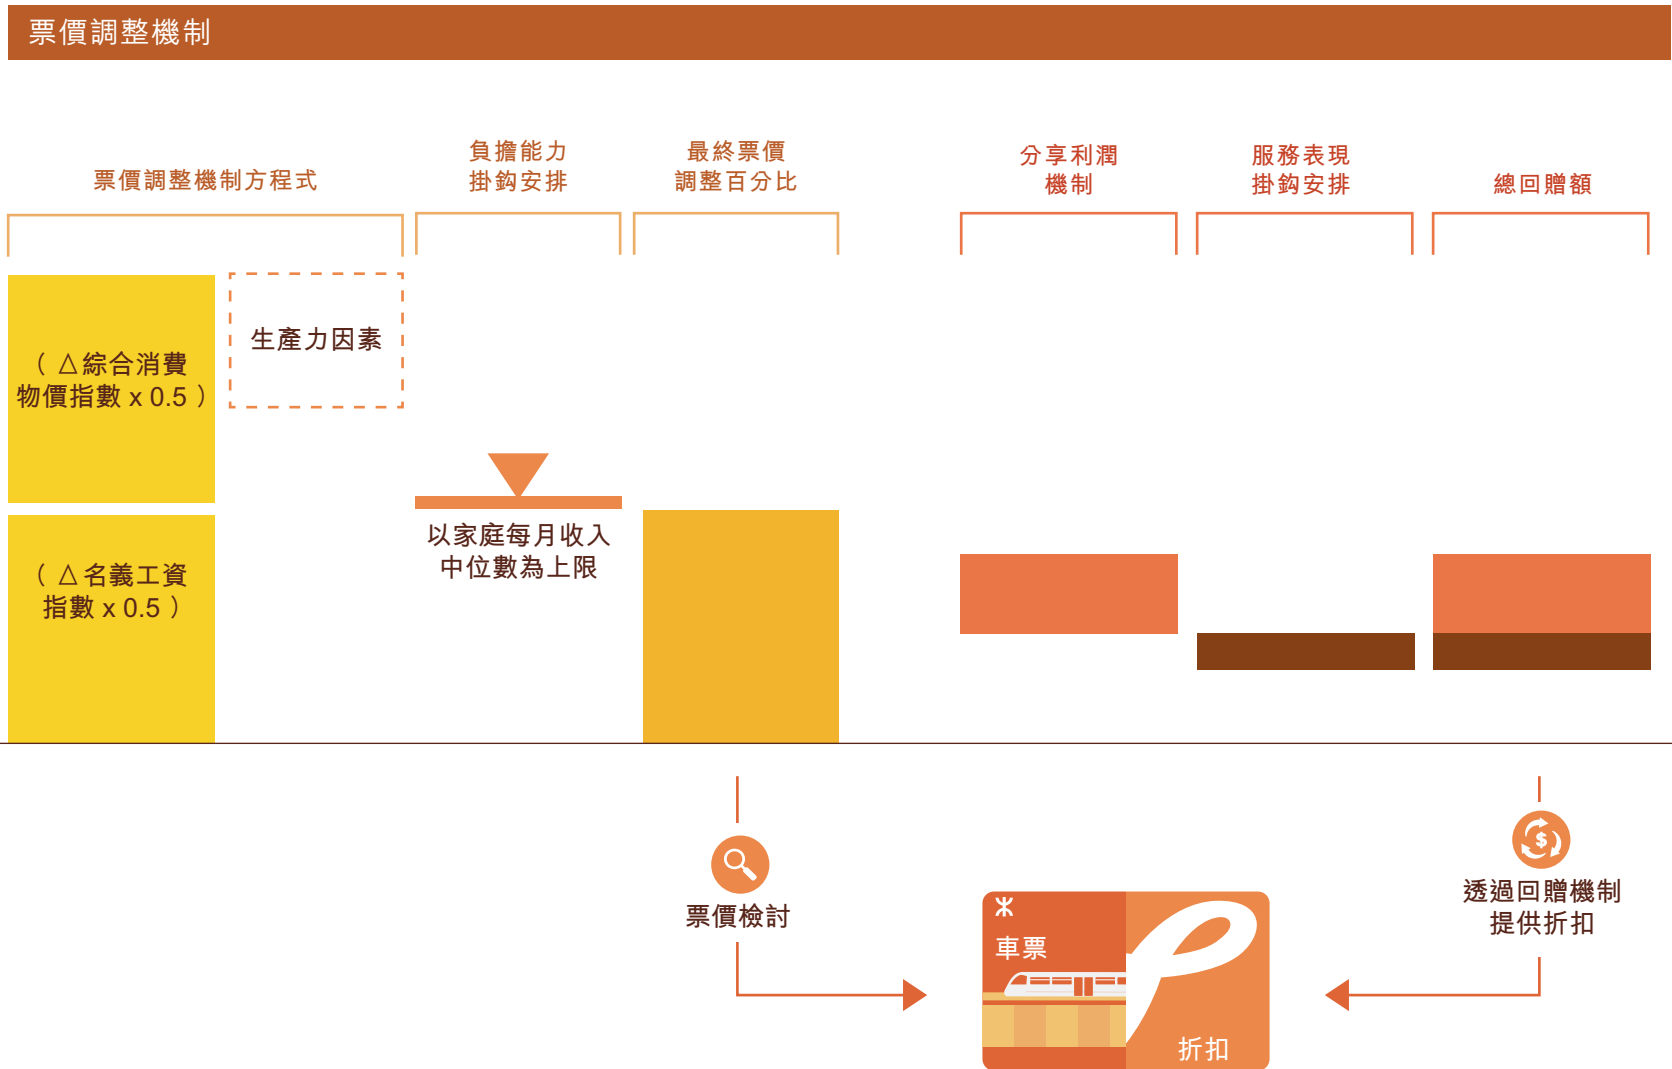 票價調整機制
票價調整機制方程式
負擔能力
掛鈎安排
最終票價
調整百分比
分享利潤
機制
服務表現
掛鈎安排
總回贈額
（ △綜合消費
物價指數 x 0.5 ）
生產力因素
（ △名義工資
指數 x 0.5 ）
以家庭每月收入
中位數為上限
票價檢討
透過回贈機制
提供折扣
$
車票
折扣